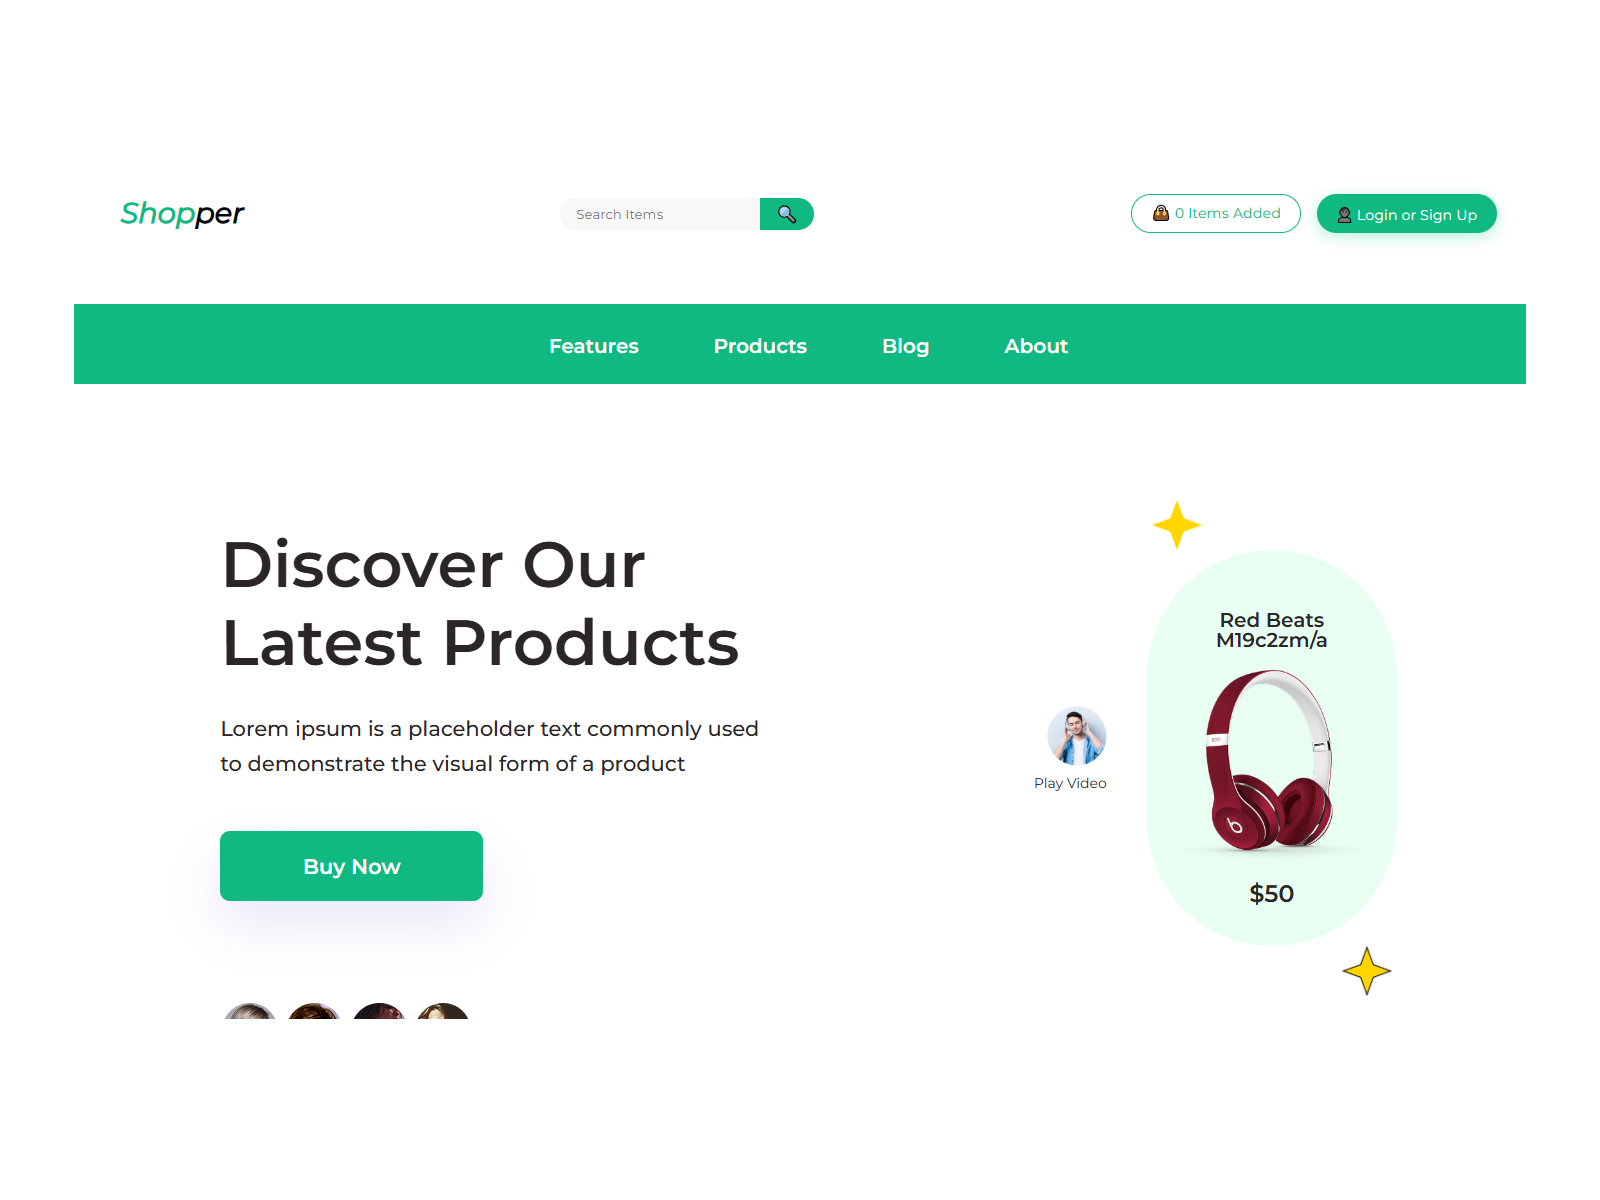 Shopper
Search Items
0 Items Added
Login or Sign Up
Features
Products
Blog
About
Discover Our
Latest Products
Lorem ipsum is a placeholder text commonly used
to demonstrate the visual form of a product
Buy Now
Play Video
Red Beats
M19c2zm/a
$50